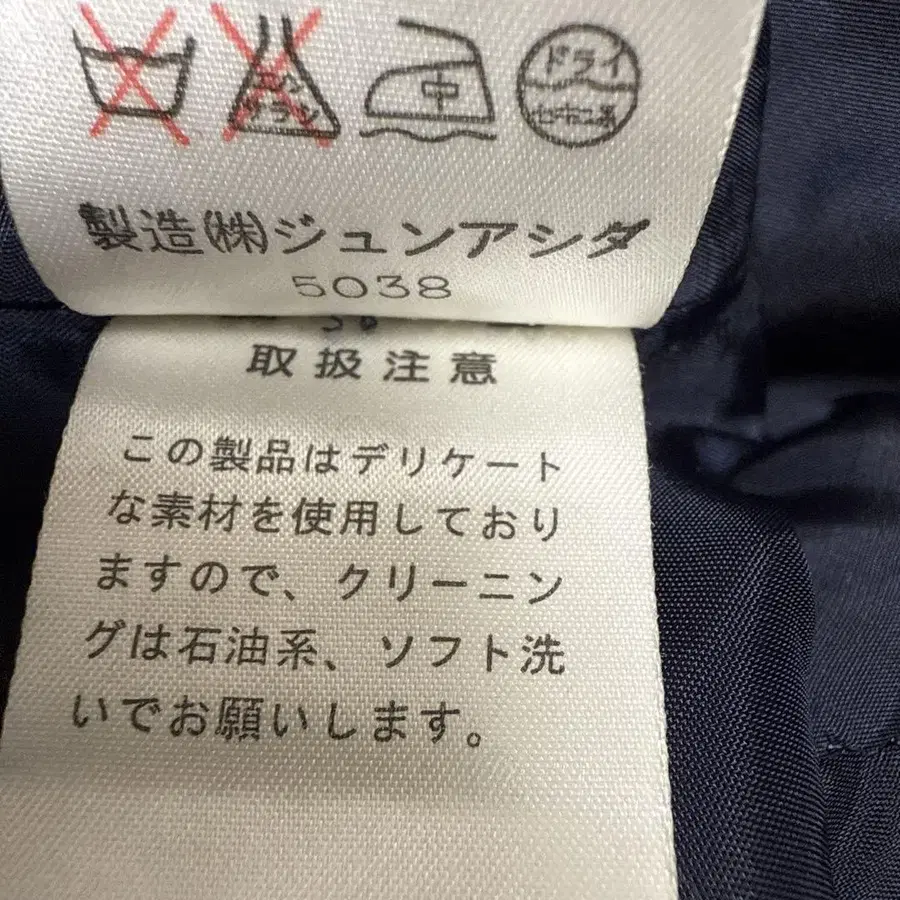 中
ドライ
セキユ系
製造(株)ジュンアシダ
5038
取扱注意
この製品はデリケート
な素材を使用しており
ますので、クリーニン
グは石油系、ソフト洗
いでお願いします。